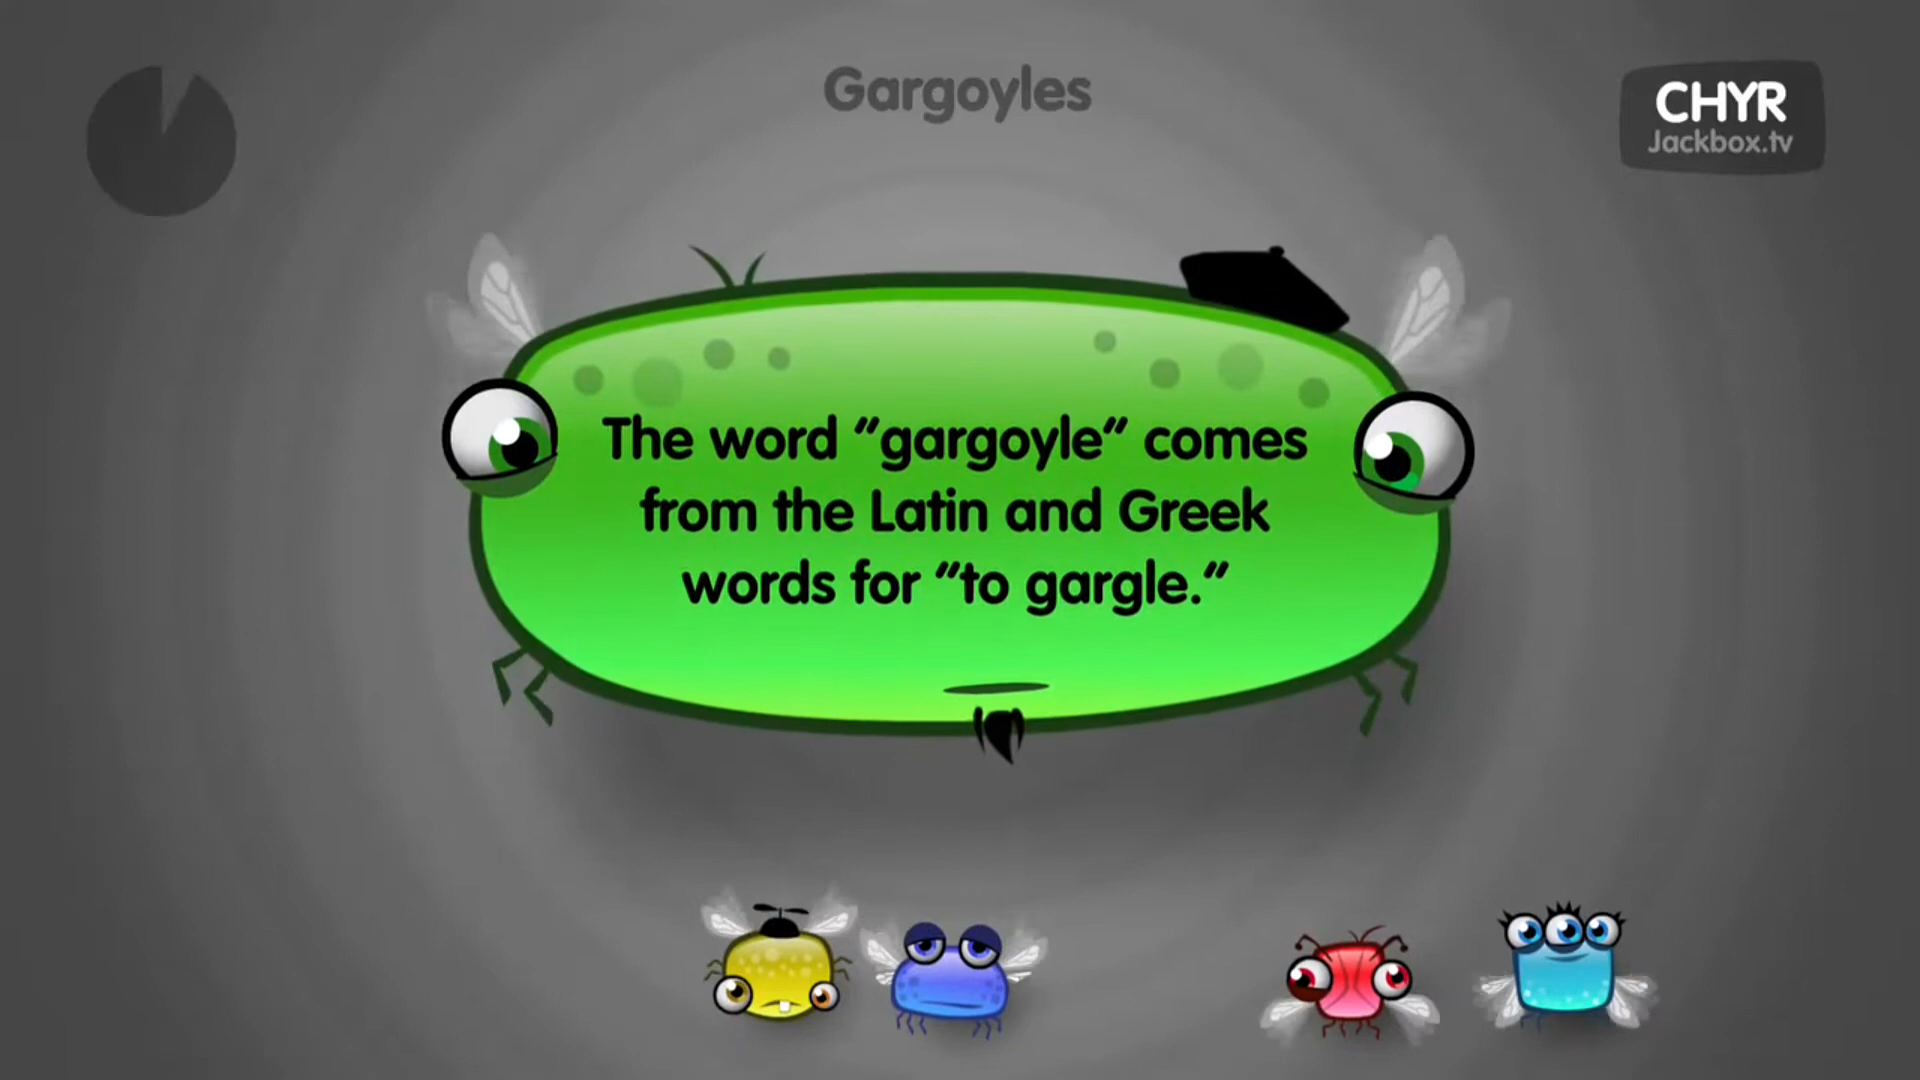 Gargoyles
CHYR
Jackbox.tv
The word "gargoyle" comes
from the Latin and Greek
words for "to gargle."